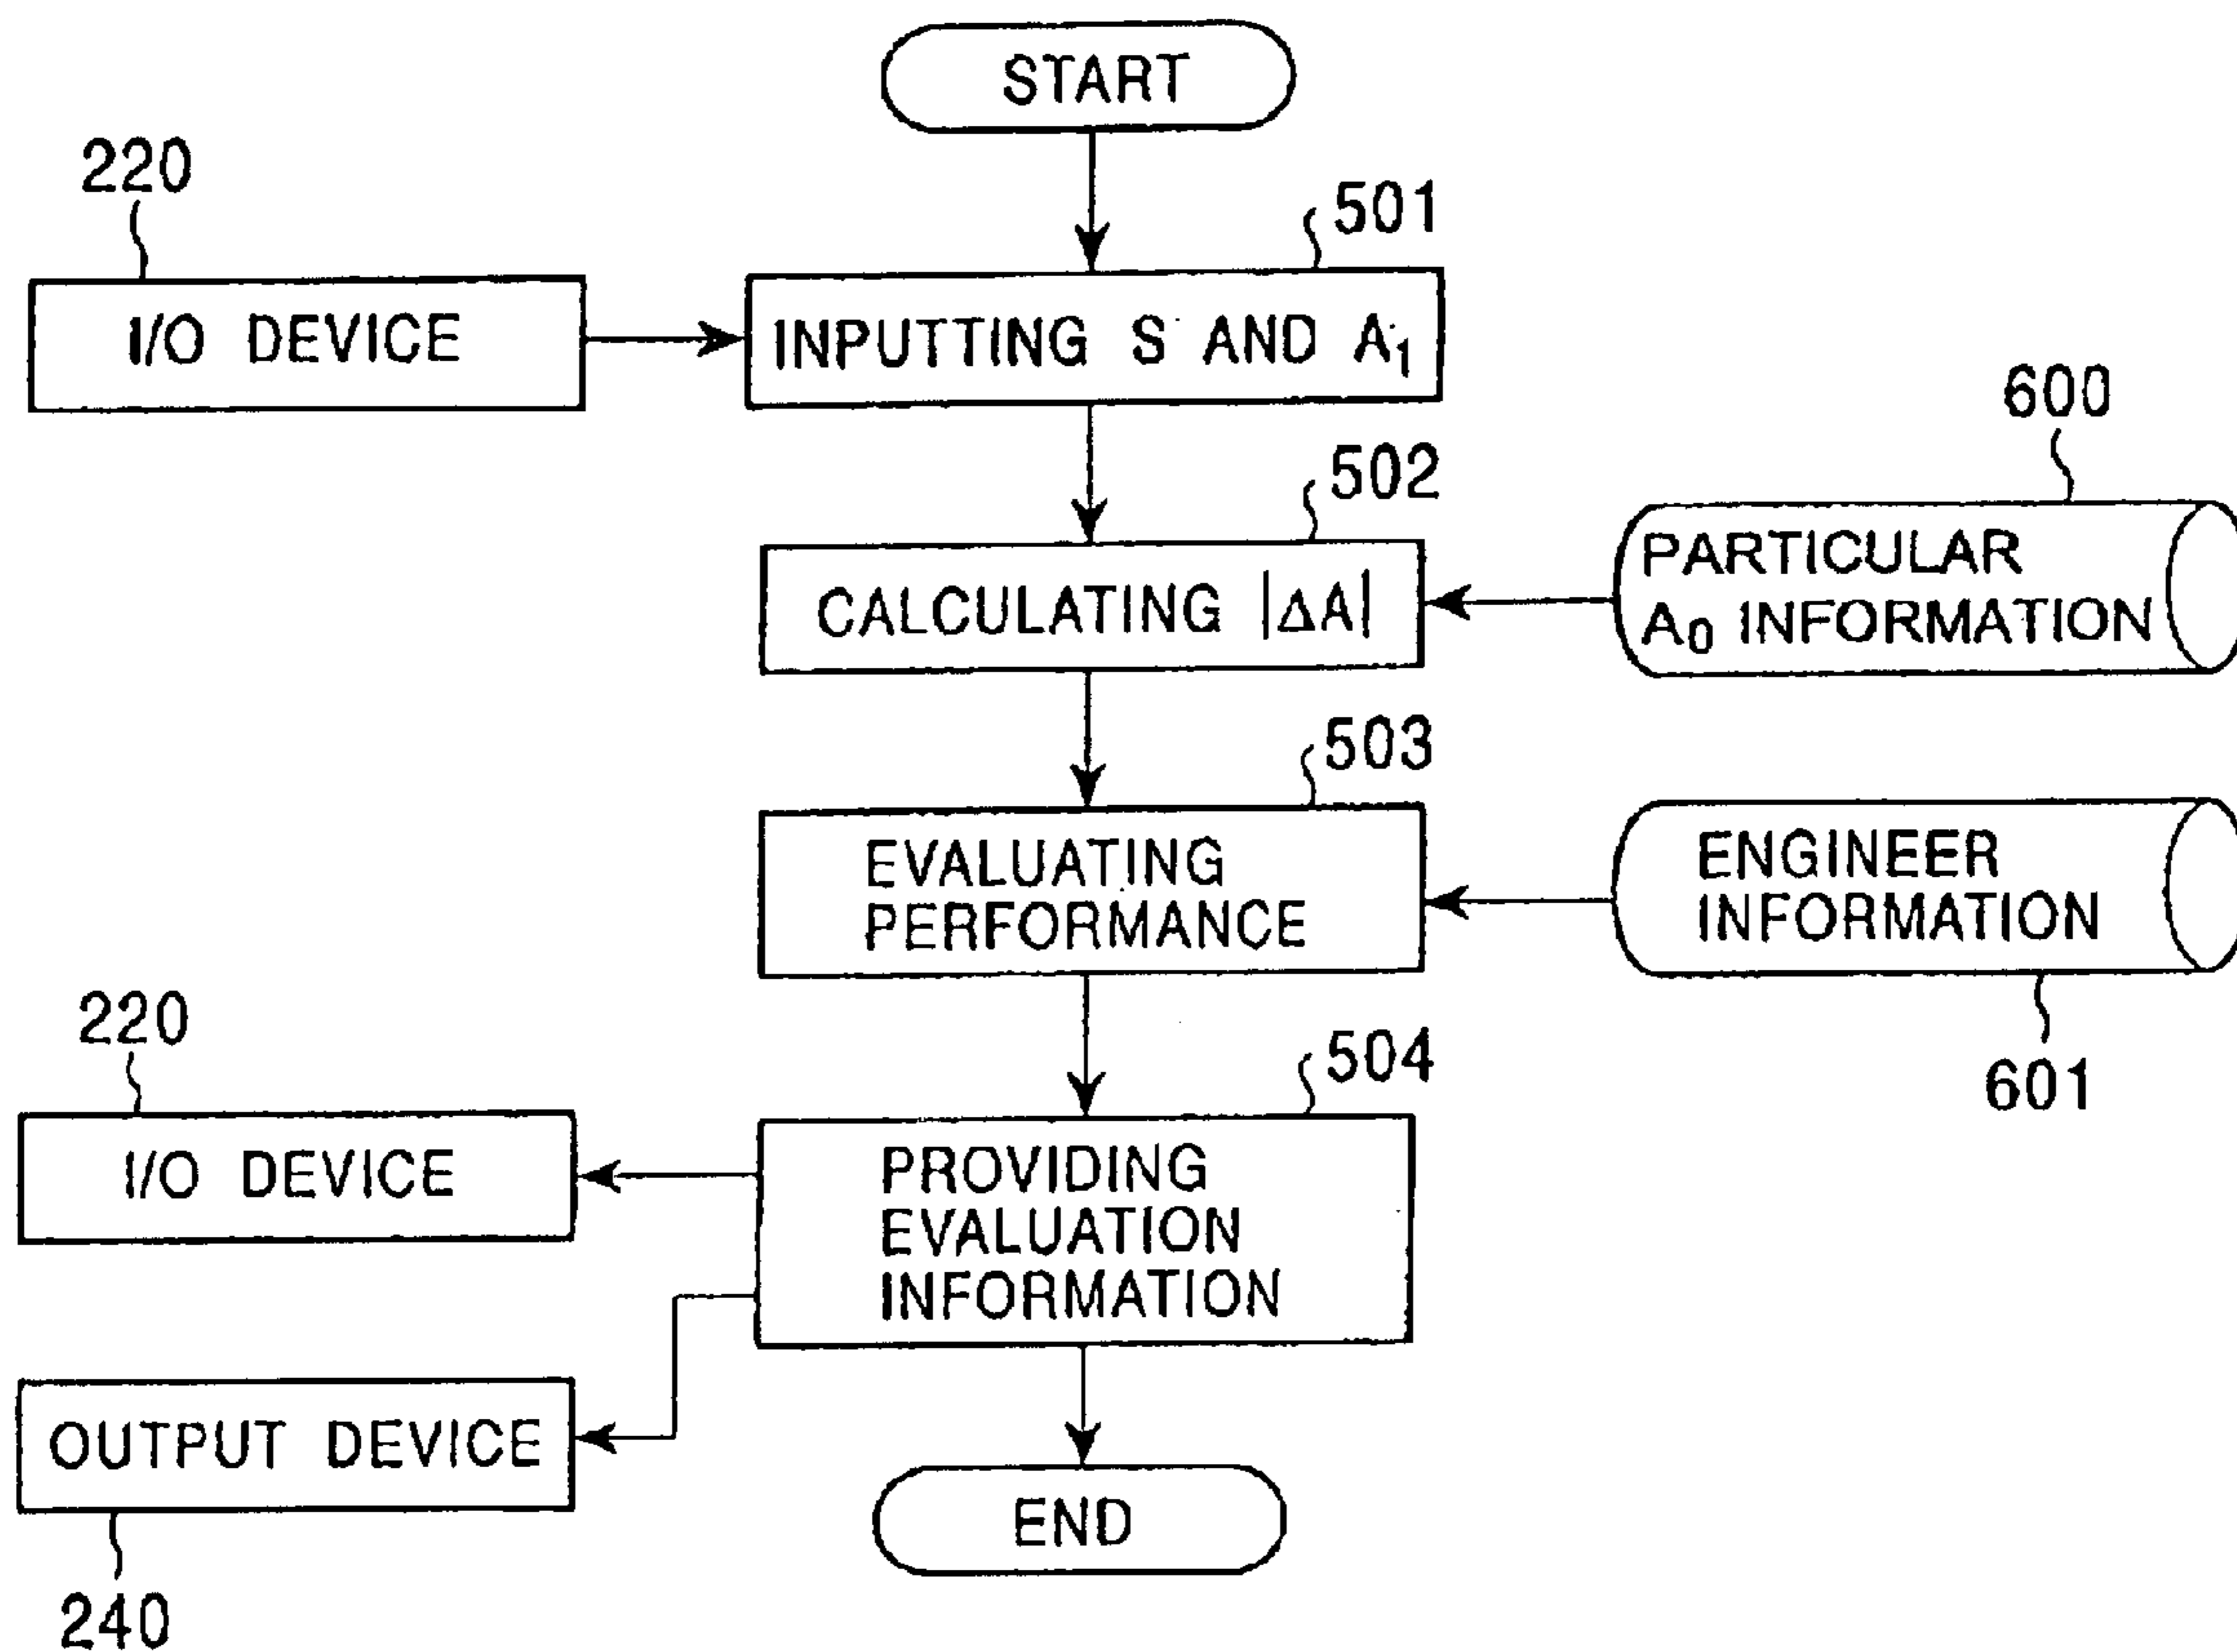 START
220
501
I/O DEVICE
INPUTTING S AND A₁
600
502
PARTICULAR
A₀ INFORMATION
CALCULATING |ΔA|
503
EVALUATING
PERFORMANCE
ENGINEER
INFORMATION
220
504
601
I/O DEVICE
PROVIDING
EVALUATION
INFORMATION
OUTPUT DEVICE
END
240